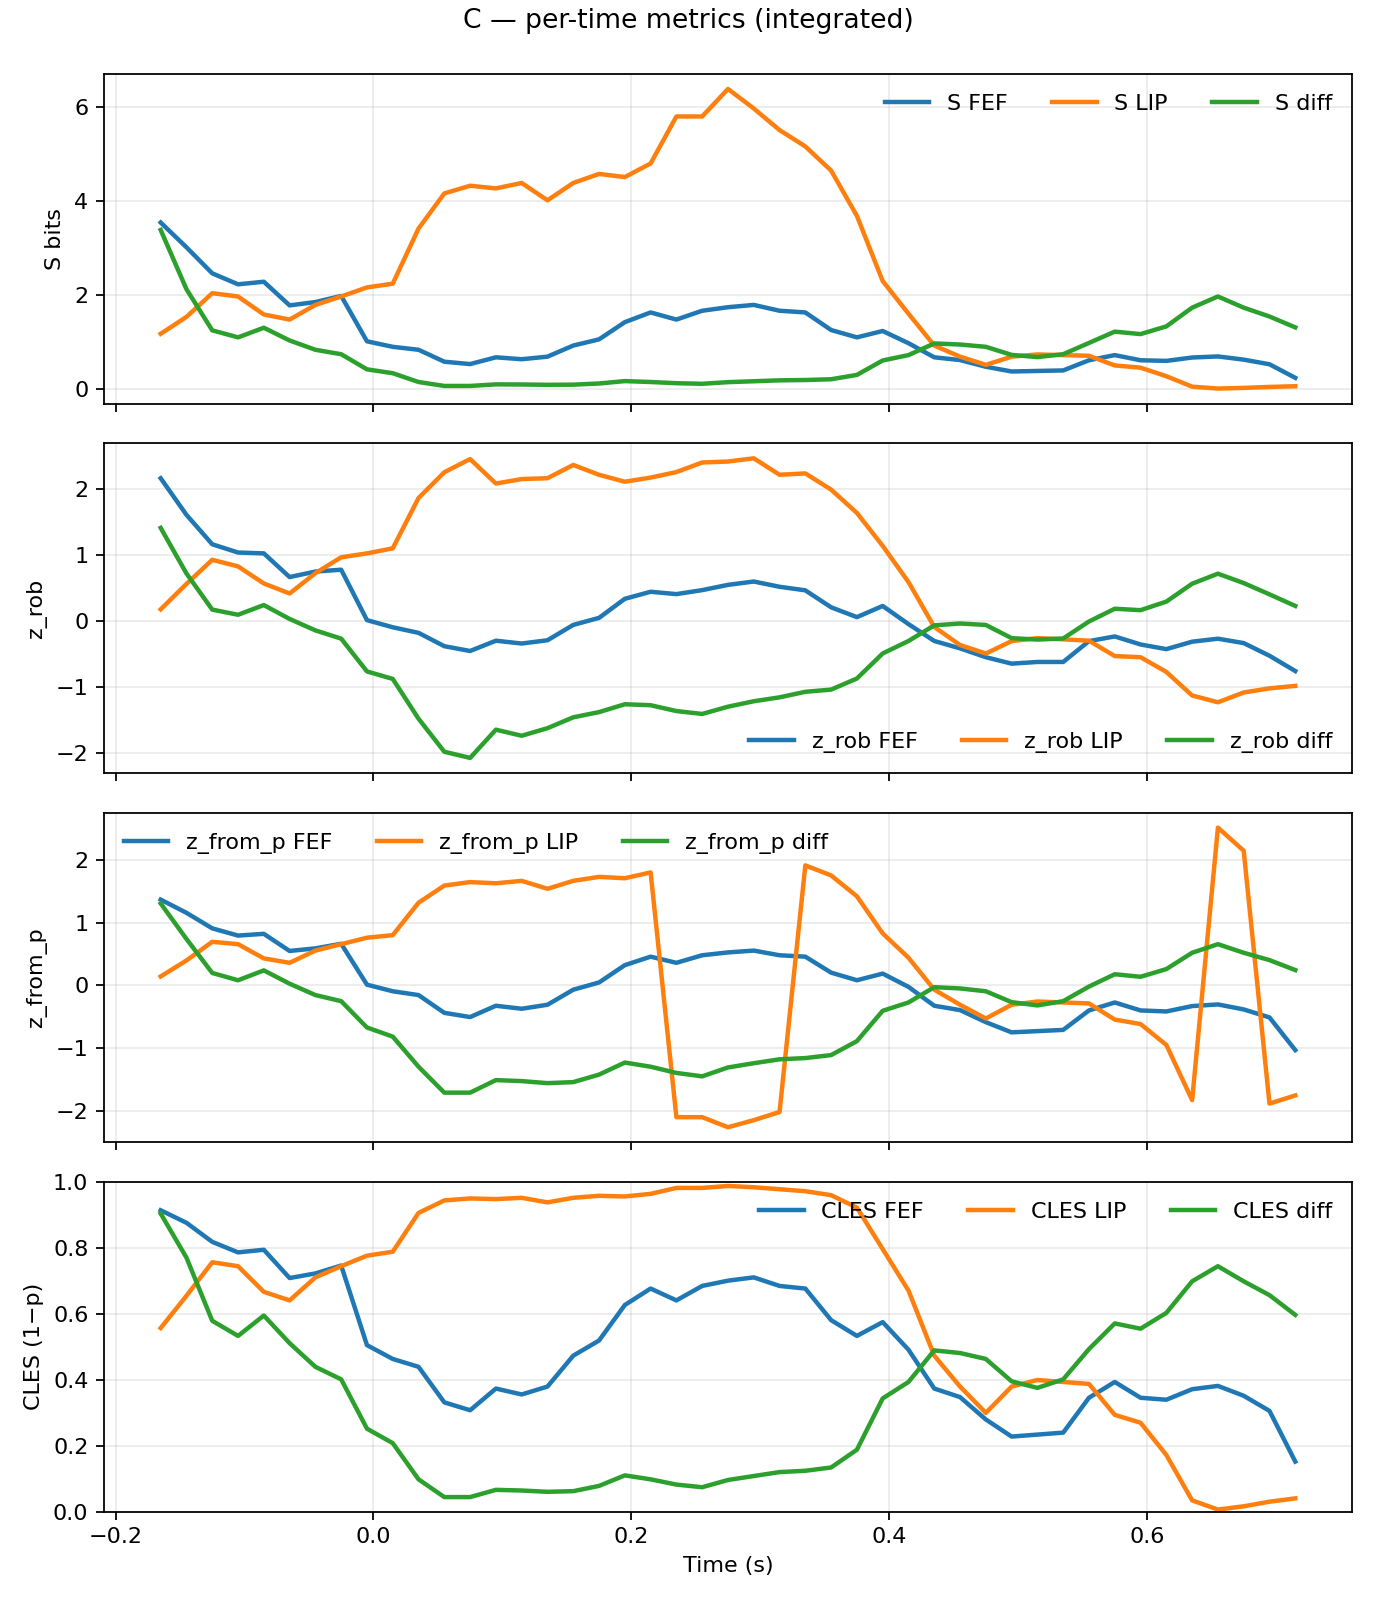 C — per-time metrics (integrated)
S FEF S LIP S diff
S bits
6
4
2
0
z_rob
2
1
0
−1
−2
z_rob FEF z_rob LIP z_rob diff
z_from_p FEF z_from_p LIP z_from_p diff
z_from_p
2
1
0
−1
−2
CLES FEF CLES LIP CLES diff
CLES (1−p)
1.0
0.8
0.6
0.4
0.2
0.0
−0.2 0.0 0.2 0.4 0.6
Time (s)